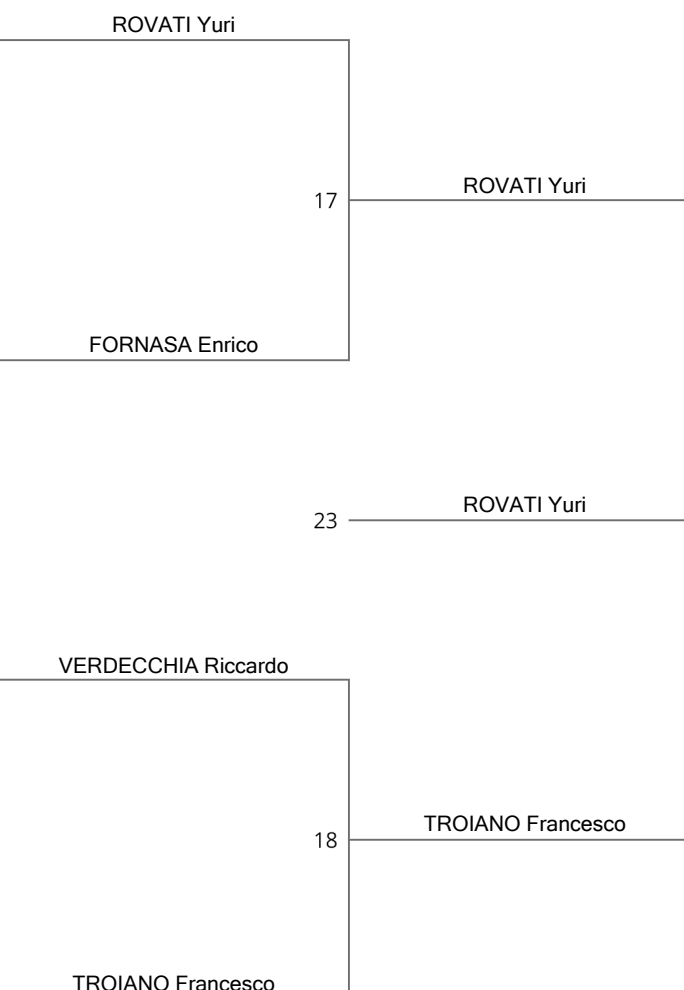 ROVATI Yuri
17
ROVATI Yuri
FORNASA Enrico
ROVATI Yuri
23
VERDECCHIA Riccardo
TROIANO Francesco
18
TROIANO Francesco